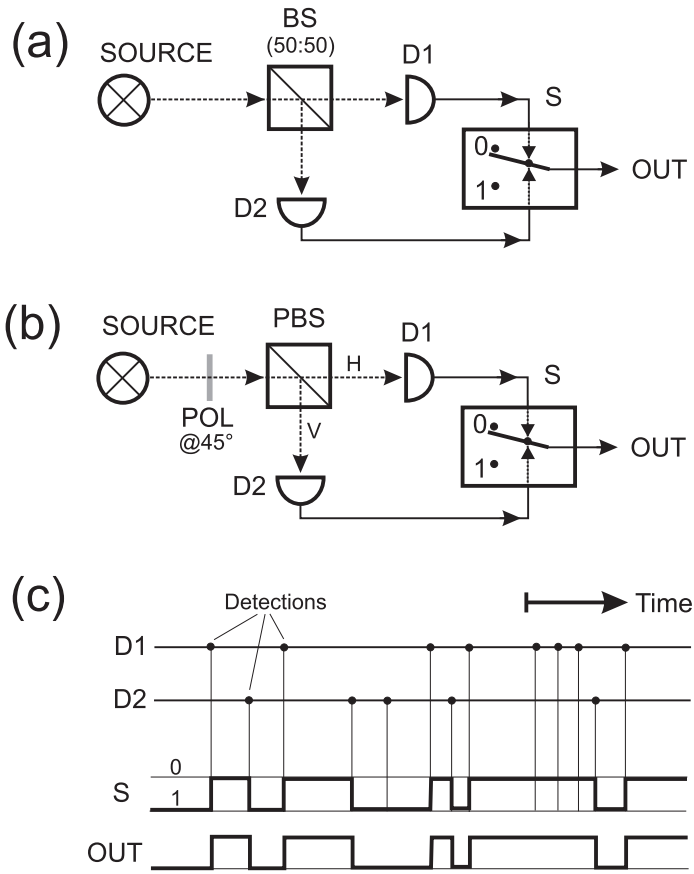 (a)
SOURCE
BS
(50:50)
D1
S
0
1
OUT
D2
(b)
SOURCE
PBS
D1
H
S
POL
@45°
V
0
1
OUT
D2
(c)
Detections
Time
D1
D2
0
S
1
OUT